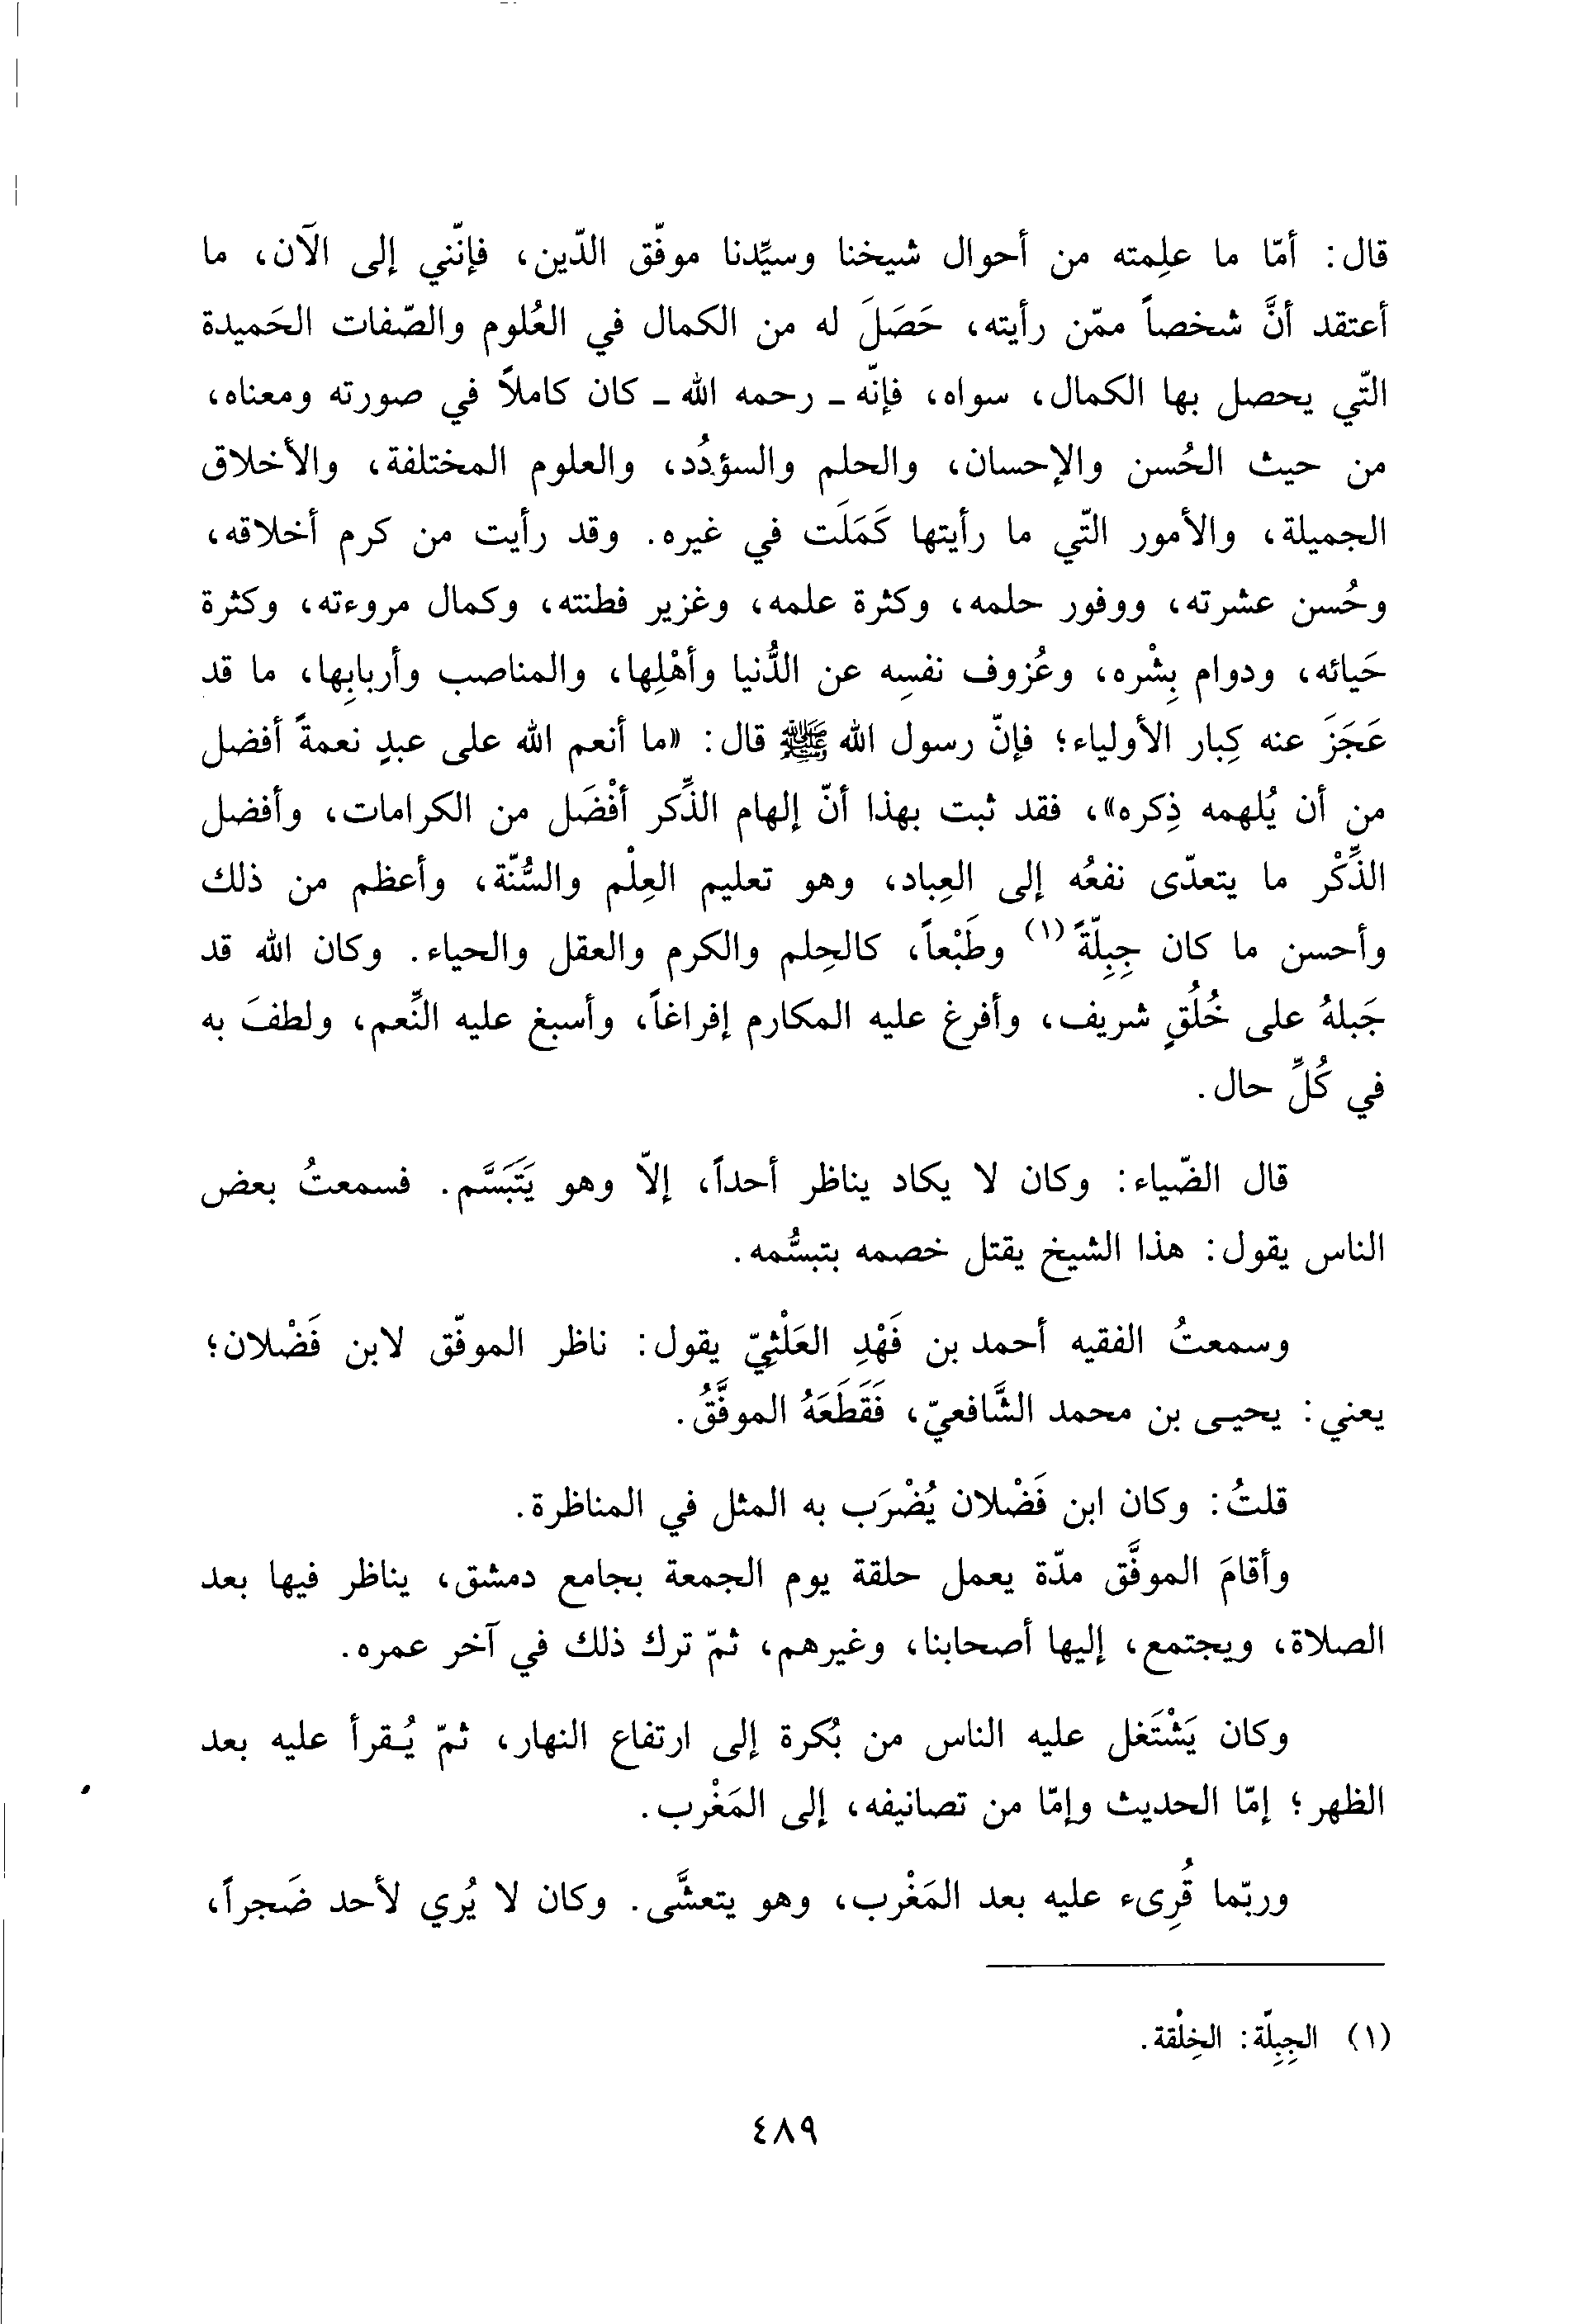 قال: أمّا ما علِمته من أحوال شيخنا وسيِّدنا موفّق الدّين، فإنّني إلى الآن، ما
أعتقد أنَّ شخصاً ممّن رأيته، حَصَلَ له من الكمال في العُلوم والصّفات الحَميدة
التّي يحصل بها الكمال، سواه، فإنّه ـ رحمه الله ـ كان كاملاً في صورته ومعناه،
من حيث الحُسن والإحسان، والحلم والسؤدُد، والعلوم المختلفة، والأخلاق
الجميلة، والأمور التّي ما رأيتها كَمَلَت في غيره. وقد رأيت من كرم أخلاقه،
وحُسن عشرته، ووفور حلمه، وكثرة علمه، وغزير فطنته، وكمال مروءته، وكثرة
حَيائه، ودوام بِشْره، وعُزوف نفسِه عن الدُّنيا وأهْلِها، والمناصب وأربابِها، ما قد
عَجَزَ عنه كِبار الأولياء؛ فإنّ رسول الله ﷺ قال: «ما أنعم الله على عبدٍ نعمةً أفضل
من أن يُلهمه ذِكره»، فقد ثبت بهذا أنّ إلهام الذِّكر أفْضَل من الكرامات، وأفضل
الذِّكْر ما يتعدّى نفعُه إلى العِباد، وهو تعليم العِلْم والسُّنّة، وأعظم من ذلك
وأحسن ما كان جِبِلّةً(١) وطَبْعاً، كالحِلم والكرم والعقل والحياء. وكان الله قد
جَبلهُ على خُلُقٍ شريف، وأفرغ عليه المكارم إفراغاً، وأسبغ عليه النِّعم، ولطفَ به
في كُلِّ حال.
قال الضّياء: وكان لا يكاد يناظر أحداً، إلاّ وهو يَتَبَسَّم. فسمعتُ بعض
الناس يقول: هذا الشيخ يقتل خصمه بتبسُّمه.
وسمعتُ الفقيه أحمد بن فَهْدِ العَلْثِيّ يقول: ناظر الموفّق لابن فَضْلان؛
يعني: يحيـى بن محمد الشَّافعيّ، فَقَطَعَهُ الموفَّقُ.
قلتُ: وكان ابن فَضْلان يُضْرَب به المثل في المناظرة.
وأقامَ الموفَّق مدّة يعمل حلقة يوم الجمعة بجامع دمشق، يناظر فيها بعد
الصلاة، ويجتمع، إليها أصحابنا، وغيرهم، ثمّ ترك ذلك في آخر عمره.
وكان يَشْتَغل عليه الناس من بُكرة إلى ارتفاع النهار، ثمّ يُـقرأ عليه بعد
الظهر؛ إمّا الحديث وإمّا من تصانيفه، إلى المَغْرب.
وربّما قُرِىء عليه بعد المَغْرب، وهو يتعشَّى. وكان لا يُري لأحد ضَجراً،
(١) الجِبِلّة: الخِلْقة.
٤٨٩